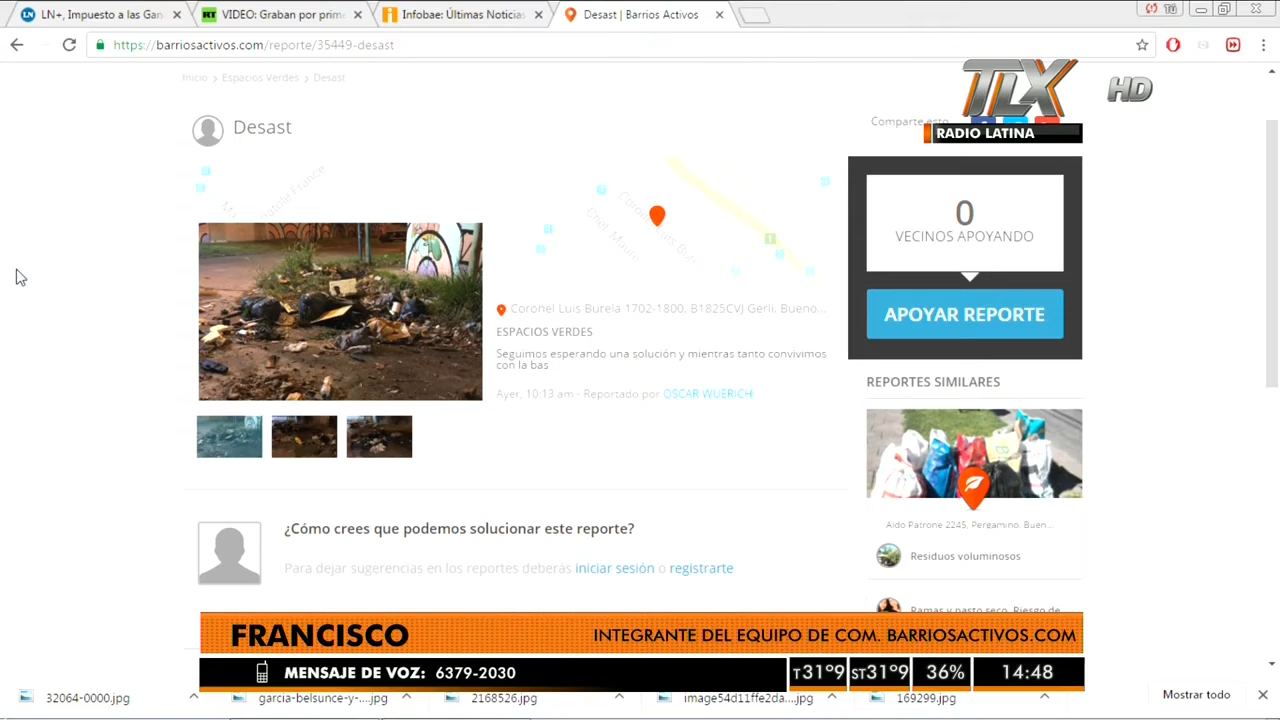 LN+, Impuesto a las Gan
VIDEO: Graban por prime
Infobae: Últimas Noticias
Desast | Barrios Activos
https://barriosactivos.com/reporte/35449-desast
Inicio > Espacios Verdes > Desast
TLX HD
RADIO LATINA
Desast
Comparte esto
0
VECINOS APOYANDO
APOYAR REPORTE
Coronel Luis Burela 1702-1800, B1825CVJ Gerli, Bueno...
ESPACIOS VERDES
Seguimos esperando una solución y mientras tanto convivimos
con la bas
Ayer, 10:13 am - Reportado por OSCAR WUERICH
REPORTES SIMILARES
Aido Patrone 2245, Pergamino, Buen...
Residuos voluminosos
Ramas y pasto seco. Riesgo de
¿Cómo crees que podemos solucionar este reporte?
Para dejar sugerencias en los reportes deberás iniciar sesión o registrarte
FRANCISCO
INTEGRANTE DEL EQUIPO DE COM. BARRIOSACTIVOS.COM
MENSAJE DE VOZ: 6379-2030
T31º9 ST31º9 36% 14:48
32064-0000.jpg
garcia-belsunce-y-....jpg
2168526.jpg
image54d11ffe2da....jpg
169299.jpg
Mostrar todo